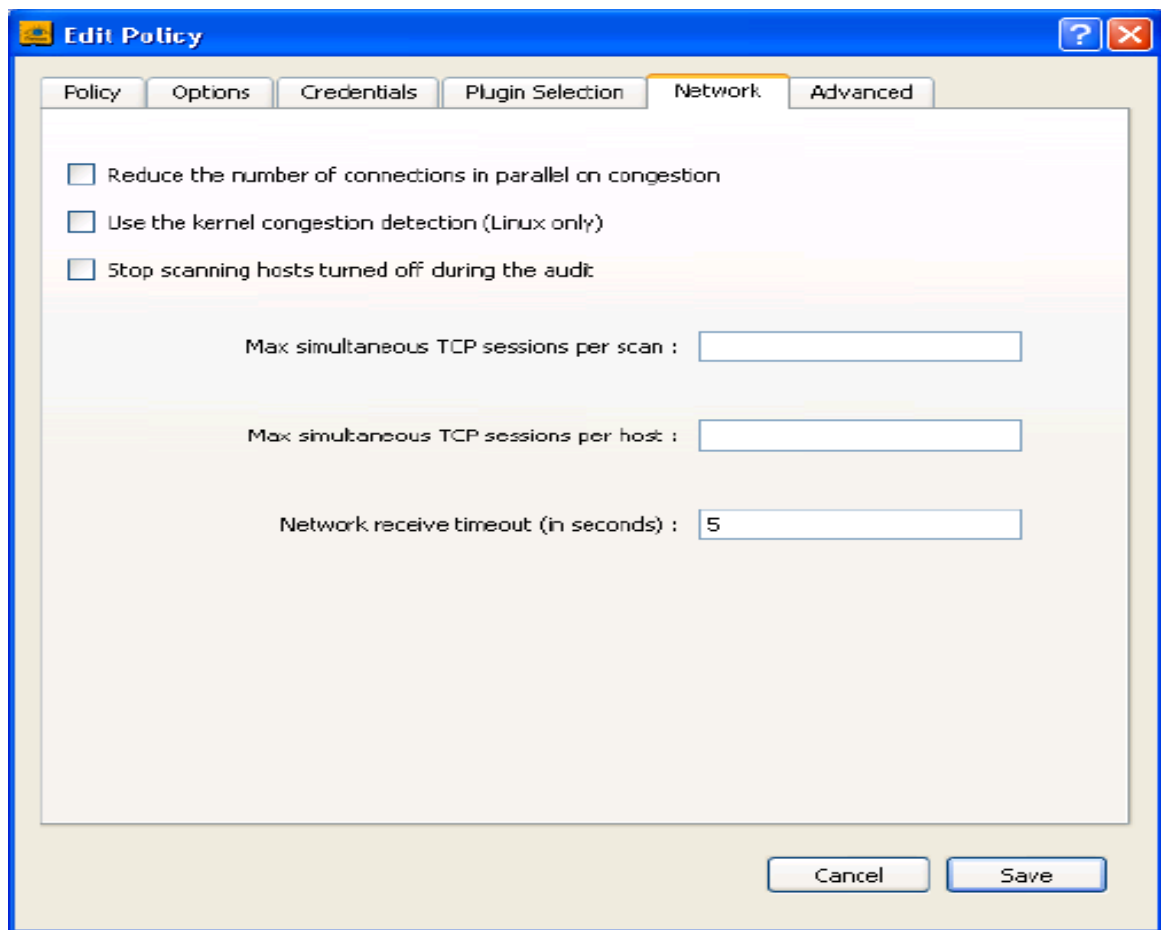 Edit Policy
Policy Options Credentials Plugin Selection Network Advanced
Reduce the number of connections in parallel on congestion
Use the kernel congestion detection (Linux only)
Stop scanning hosts turned off during the audit
Max simultaneous TCP sessions per scan :
Max simultaneous TCP sessions per host :
Network receive timeout (in seconds) : 5
Cancel Save